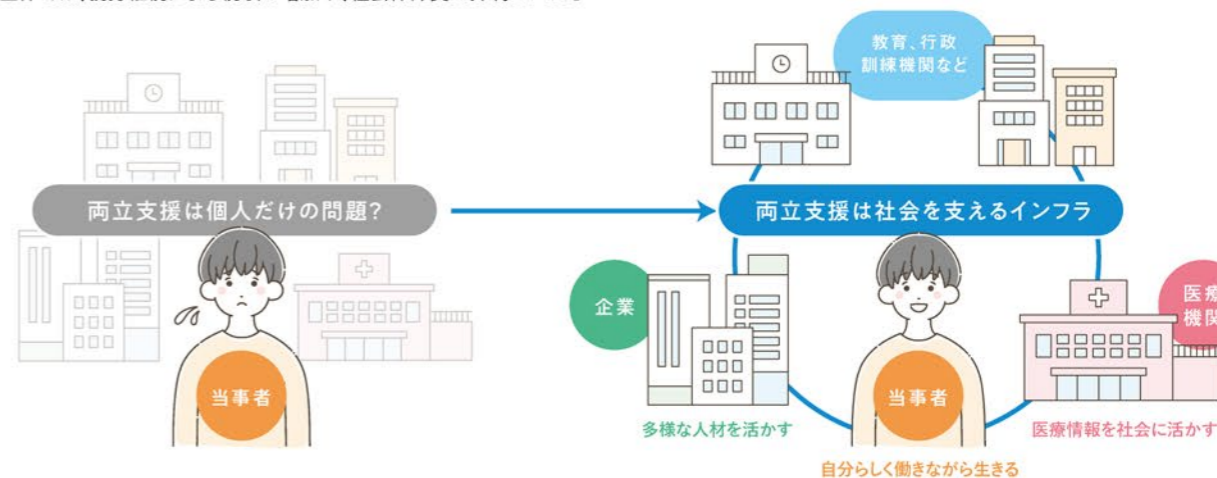 教育、行政
訓練機関など
両立支援は個人だけの問題?
両立支援は社会を支えるインフラ
企業
医療
機関
当事者
当事者
多様な人材を活かす
医療情報を社会に活かす
自分らしく働きながら生きる